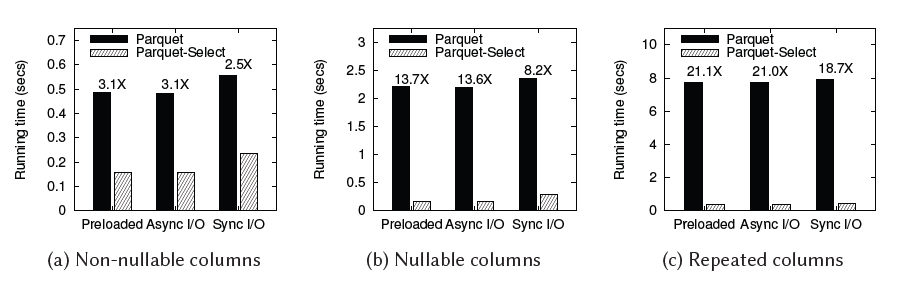 Running time (secs)
0.7
0.6
0.5
0.4
0.3
0.2
0.1
0
Parquet
Parquet-Select
3.1X
3.1X
2.5X
Preloaded Async I/O Sync I/O
(a) Non-nullable columns
Running time (secs)
3
2.5
2
1.5
1
0.5
0
Parquet
Parquet-Select
13.7X
13.6X
8.2X
Preloaded Async I/O Sync I/O
(b) Nullable columns
Running time (secs)
10
8
6
4
2
0
Parquet
Parquet-Select
21.1X
21.0X
18.7X
Preloaded Async I/O Sync I/O
(c) Repeated columns